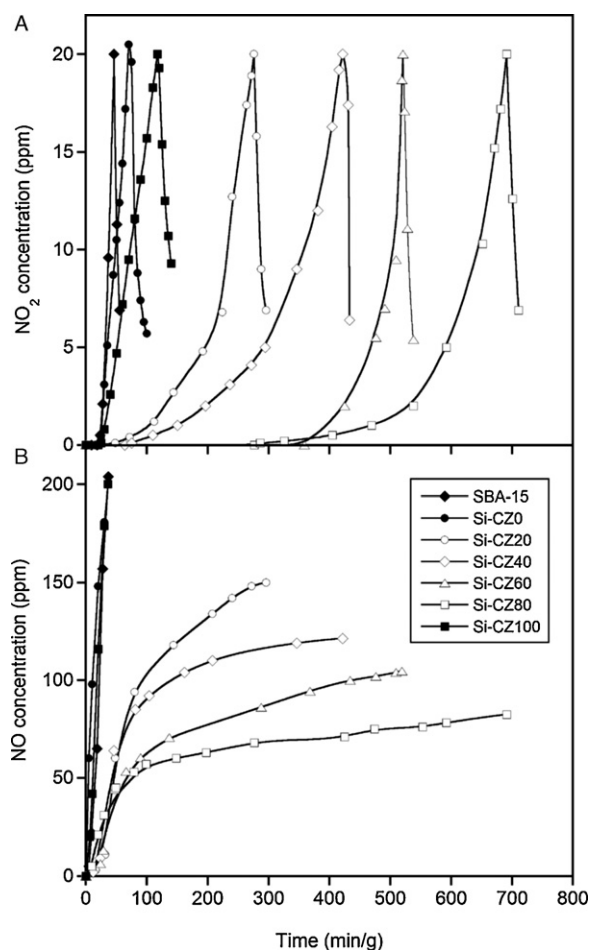 A
20
15
10
5
0
NO2 concentration (ppm)
B
200
150
100
50
0
NO concentration (ppm)
SBA-15
Si-CZ0
Si-CZ20
Si-CZ40
Si-CZ60
Si-CZ80
Si-CZ100
0 100 200 300 400 500 600 700 800
Time (min/g)